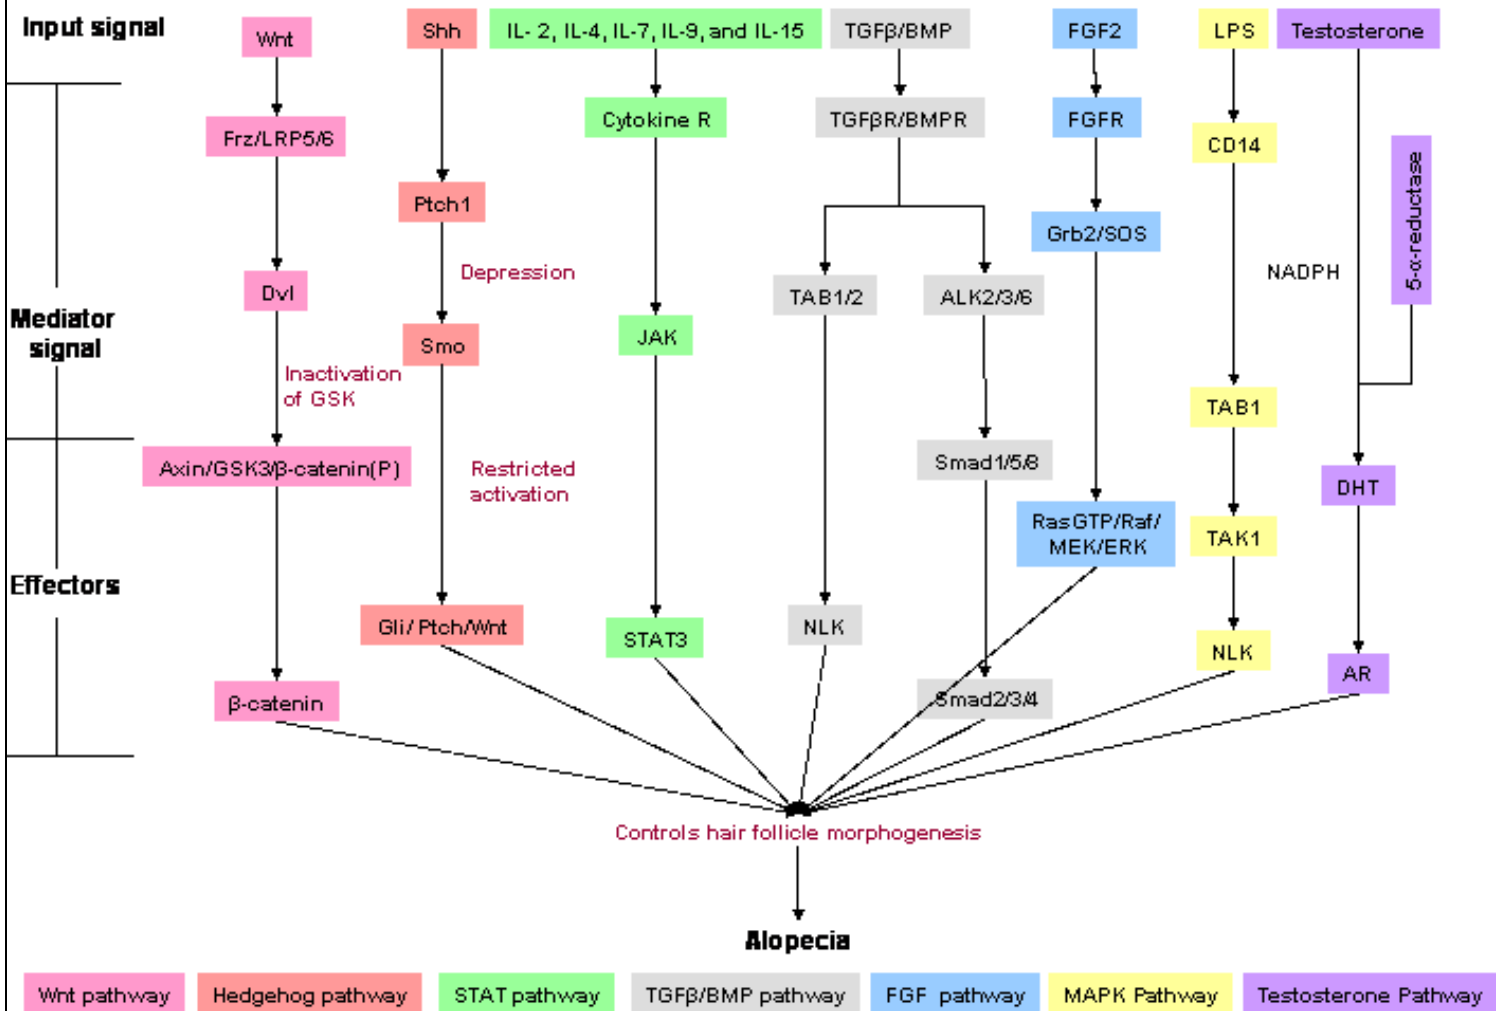 Input signal
Wnt
Shh
IL- 2, IL-4, IL-7, IL-9, and IL-15
TGFβ/BMP
FGF2
LPS
Testosterone
Frz/LRP5/6
Cytokine R
TGFβR/BMPR
FGFR
CD14
5-α-reductase
Ptch1
Grb2/SOS
Depression
NADPH
Dvl
TAB1/2
ALK2/3/6
Mediator
signal
Smo
JAK
Inactivation
of GSK
TAB1
Axin/GSK3/β-catenin(P)
Restricted
activation
Smad1/5/8
DHT
RasGTP/Raf/
MEK/ERK
TAK1
Effectors
Gli/ Ptch/Wnt
STAT3
NLK
NLK
AR
β-catenin
Smad2/3/4
Controls hair follicle morphogenesis
Alopecia
Wnt pathway
Hedgehog pathway
STAT pathway
TGFβ/BMP pathway
FGF pathway
MAPK Pathway
Testosterone Pathway